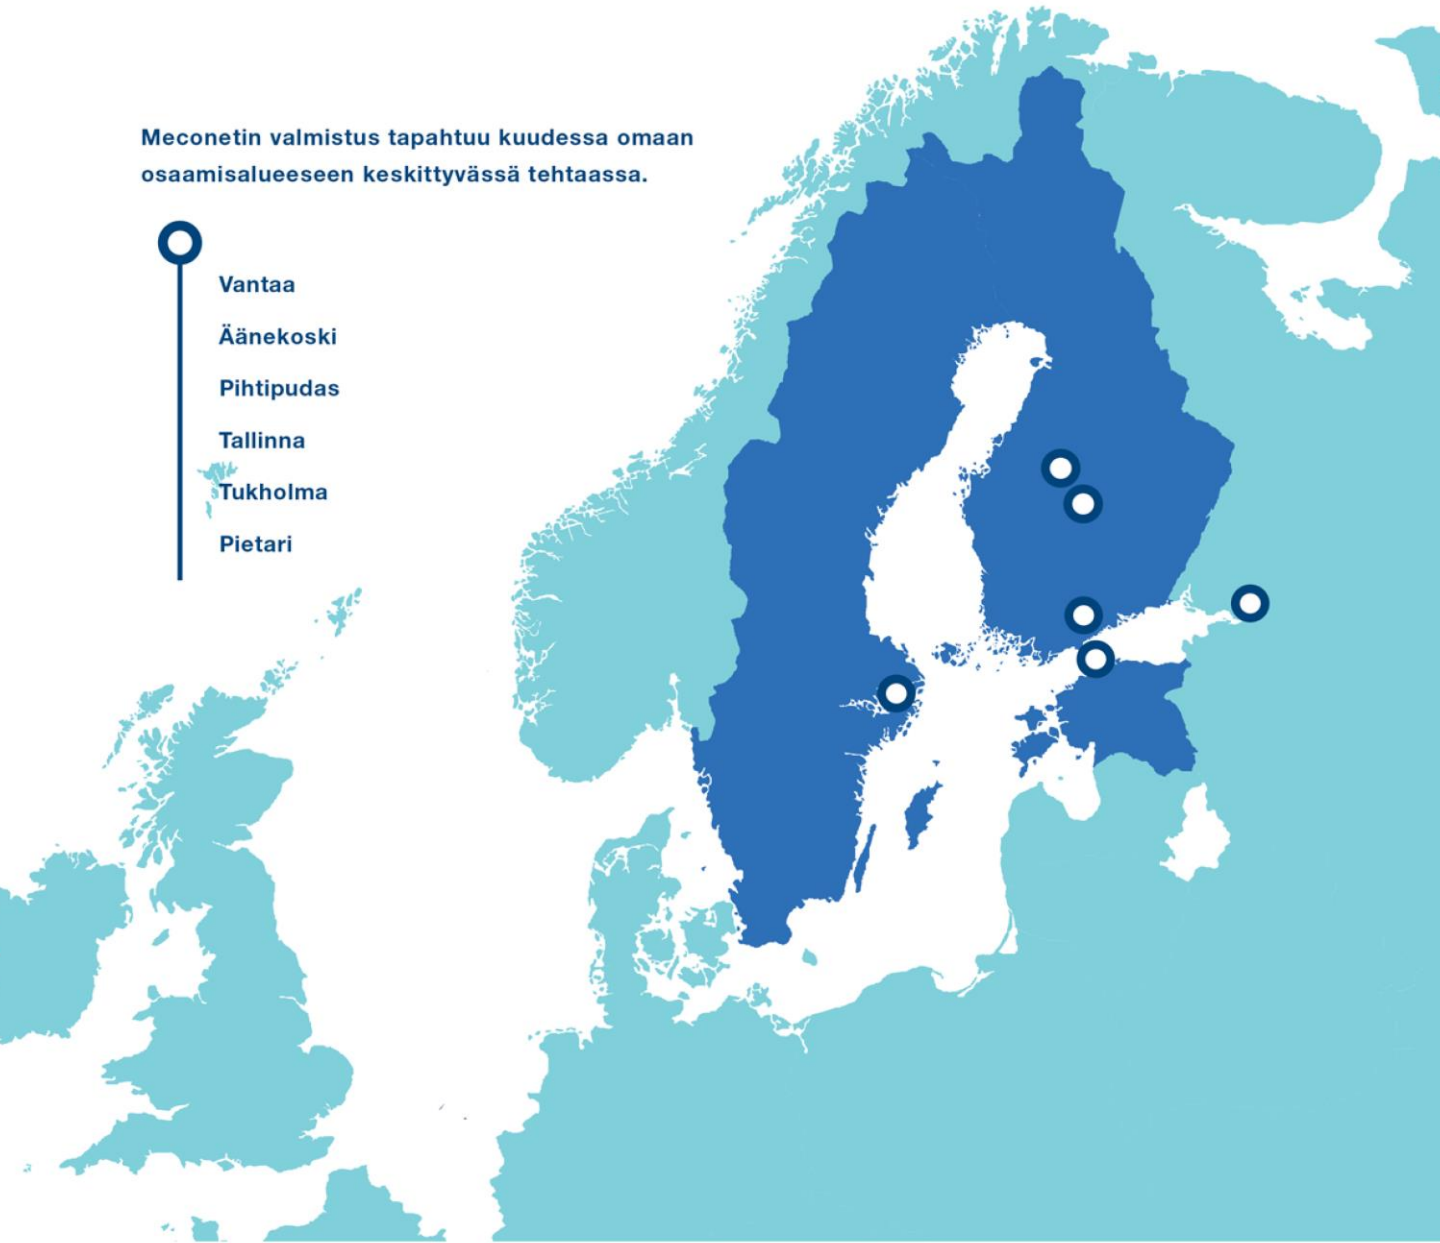 Meconetin valmistus tapahtuu kuudessa omaan
osaamisalueeseen keskittyvässä tehtaassa.
Vantaa
Äänekoski
Pihtipudas
Tallinna
Tukholma
Pietari